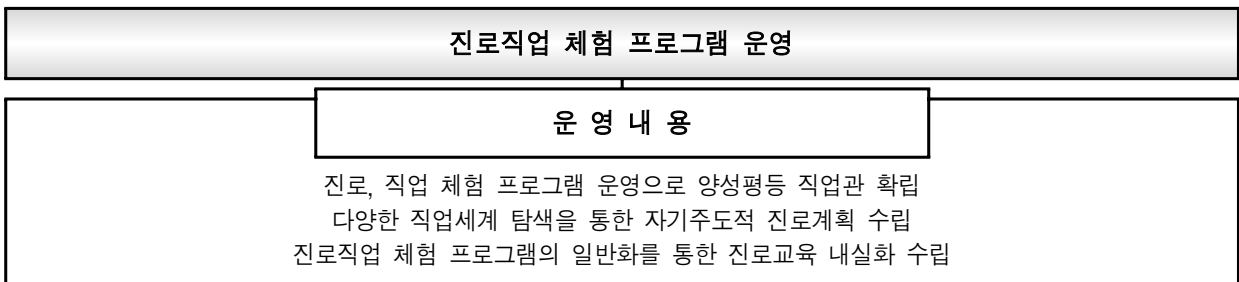 진로직업 체험 프로그램 운영
운 영 내 용
진로, 직업 체험 프로그램 운영으로 양성평등 직업관 확립
다양한 직업세계 탐색을 통한 자기주도적 진로계획 수립
진로직업 체험 프로그램의 일반화를 통한 진로교육 내실화 수립